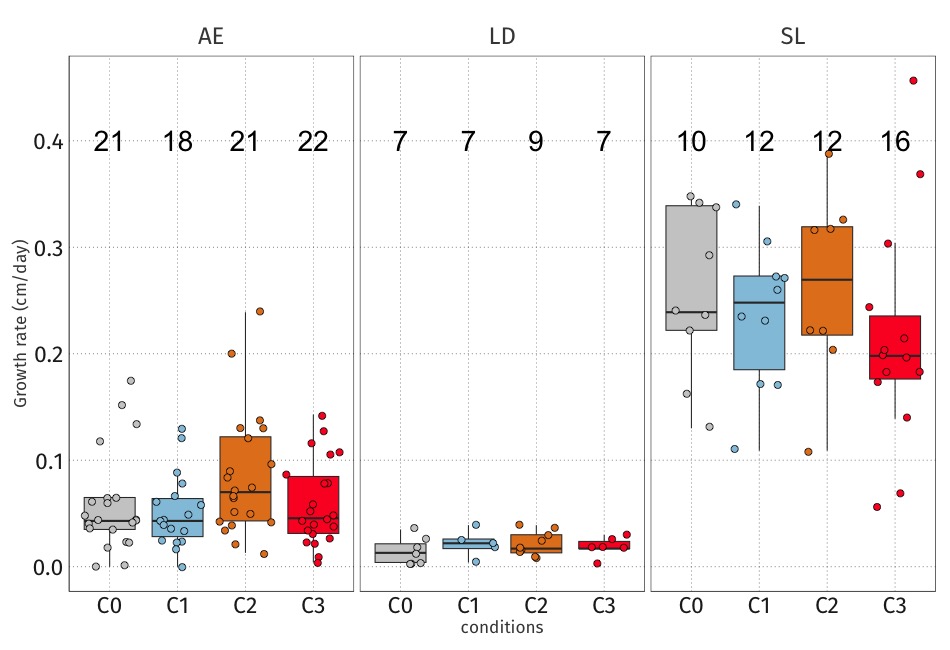 AE LD SL
21 18 21 22 7 7 9 7 10 12 12 16
0.4
0.3
0.2
0.1
0.0
Growth rate (cm/day)
C0 C1 C2 C3 C0 C1 C2 C3 C0 C1 C2 C3
conditions